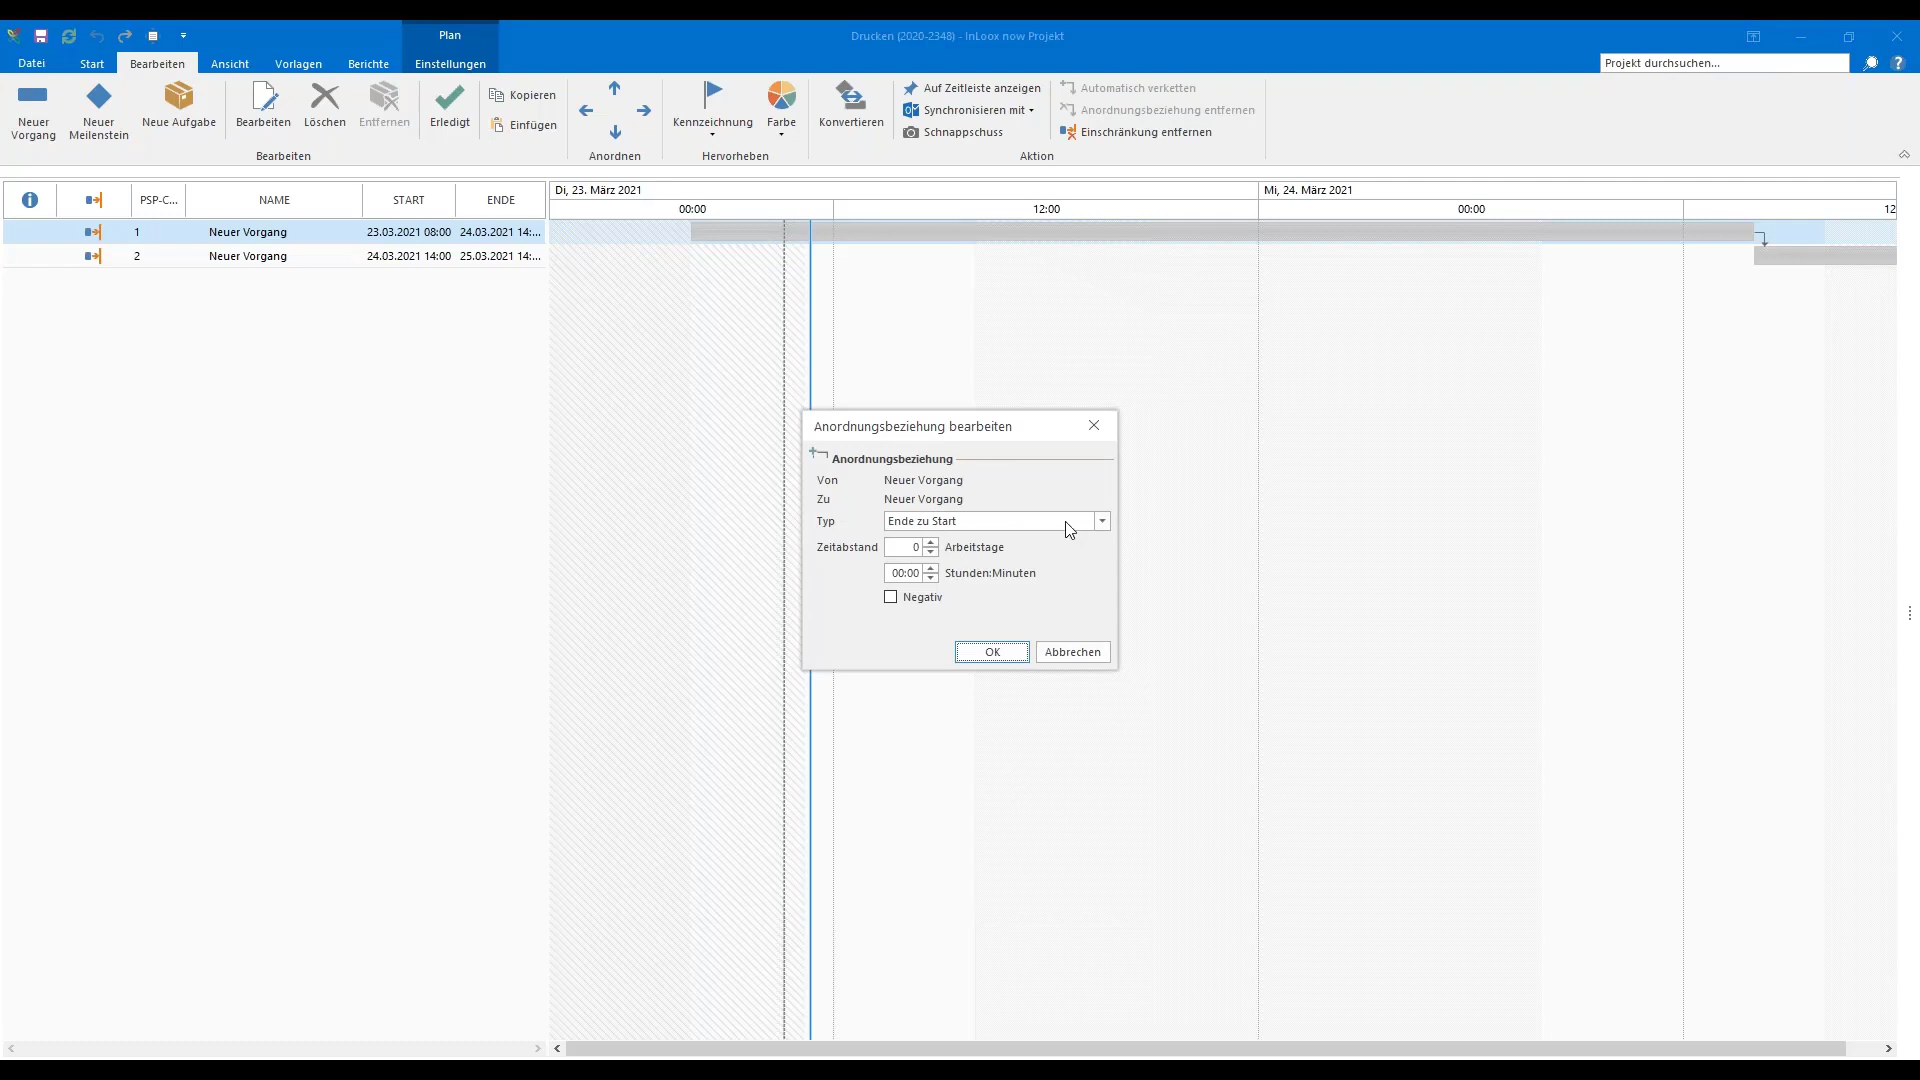 Plan
Drucken (2020-2348) - InLoox now Projekt
Datei Start Bearbeiten Ansicht Vorlagen Berichte Einstellungen
Projekt durchsuchen...
Neuer Vorgang
Neuer Meilenstein
Neue Aufgabe
Bearbeiten
Löschen
Entfernen
Erledigt
Kopieren
Einfügen
Bearbeiten
Anordnen
Kennzeichnung
Farbe
Hervorheben
Konvertieren
Auf Zeitleiste anzeigen
Synchronisieren mit
Schnappschuss
Automatisch verketten
Anordnungsbeziehung entfernen
Einschränkung entfernen
Aktion
PSP-C... NAME START ENDE
Di, 23. März 2021 Mi, 24. März 2021
00:00 12:00 00:00 12
1 Neuer Vorgang 23.03.2021 08:00 24.03.2021 14:...
2 Neuer Vorgang 24.03.2021 14:00 25.03.2021 14:...
Anordnungsbeziehung bearbeiten
Anordnungsbeziehung
Von Neuer Vorgang
Zu Neuer Vorgang
Typ Ende zu Start
Zeitabstand 0 Arbeitstage
00:00 Stunden:Minuten
Negativ
OK Abbrechen